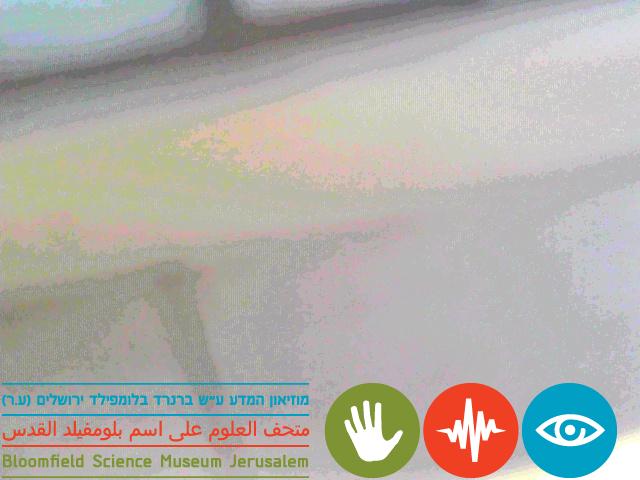 מוזיאון המדע ע״ש ברנרד בלומפילד ירושלים (ע.ר)
متحف العلوم على اسم بلومفيلد القدس
Bloomfield Science Museum Jerusalem